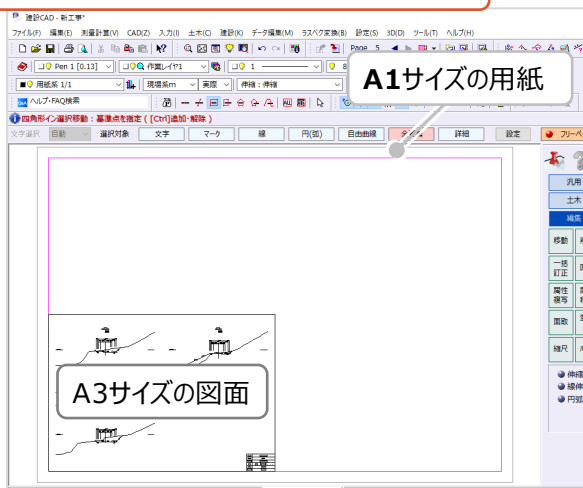 建設CAD - 新工事*
ファイル(F) 編集(E) 測量計算(V) CAD(Z) 入力(I) 土木(C) 建設(K) データ編集(M) ラスベク変換(B) 設定(S) 3D(D) ツール(T) ヘルプ(H)
Page 5
Pen 1 [0.13] 作業レイヤ1 1 8
用紙系 1/1 現場系m 実際 伸縮：伸縮
ヘルプ・FAQ検索
A1サイズの用紙
四角形イン選択移動：基準点を指定 ( [Ctrl]追加・解除 )
文字選択 自動 選択対象 文字 マーク 線 円(弧) 自由曲線 詳細 設定 フリー
汎用
土木
編集
移動
一括
訂正
属性
複写
面取
縮尺
伸縮
線伸
円弧
A3サイズの図面